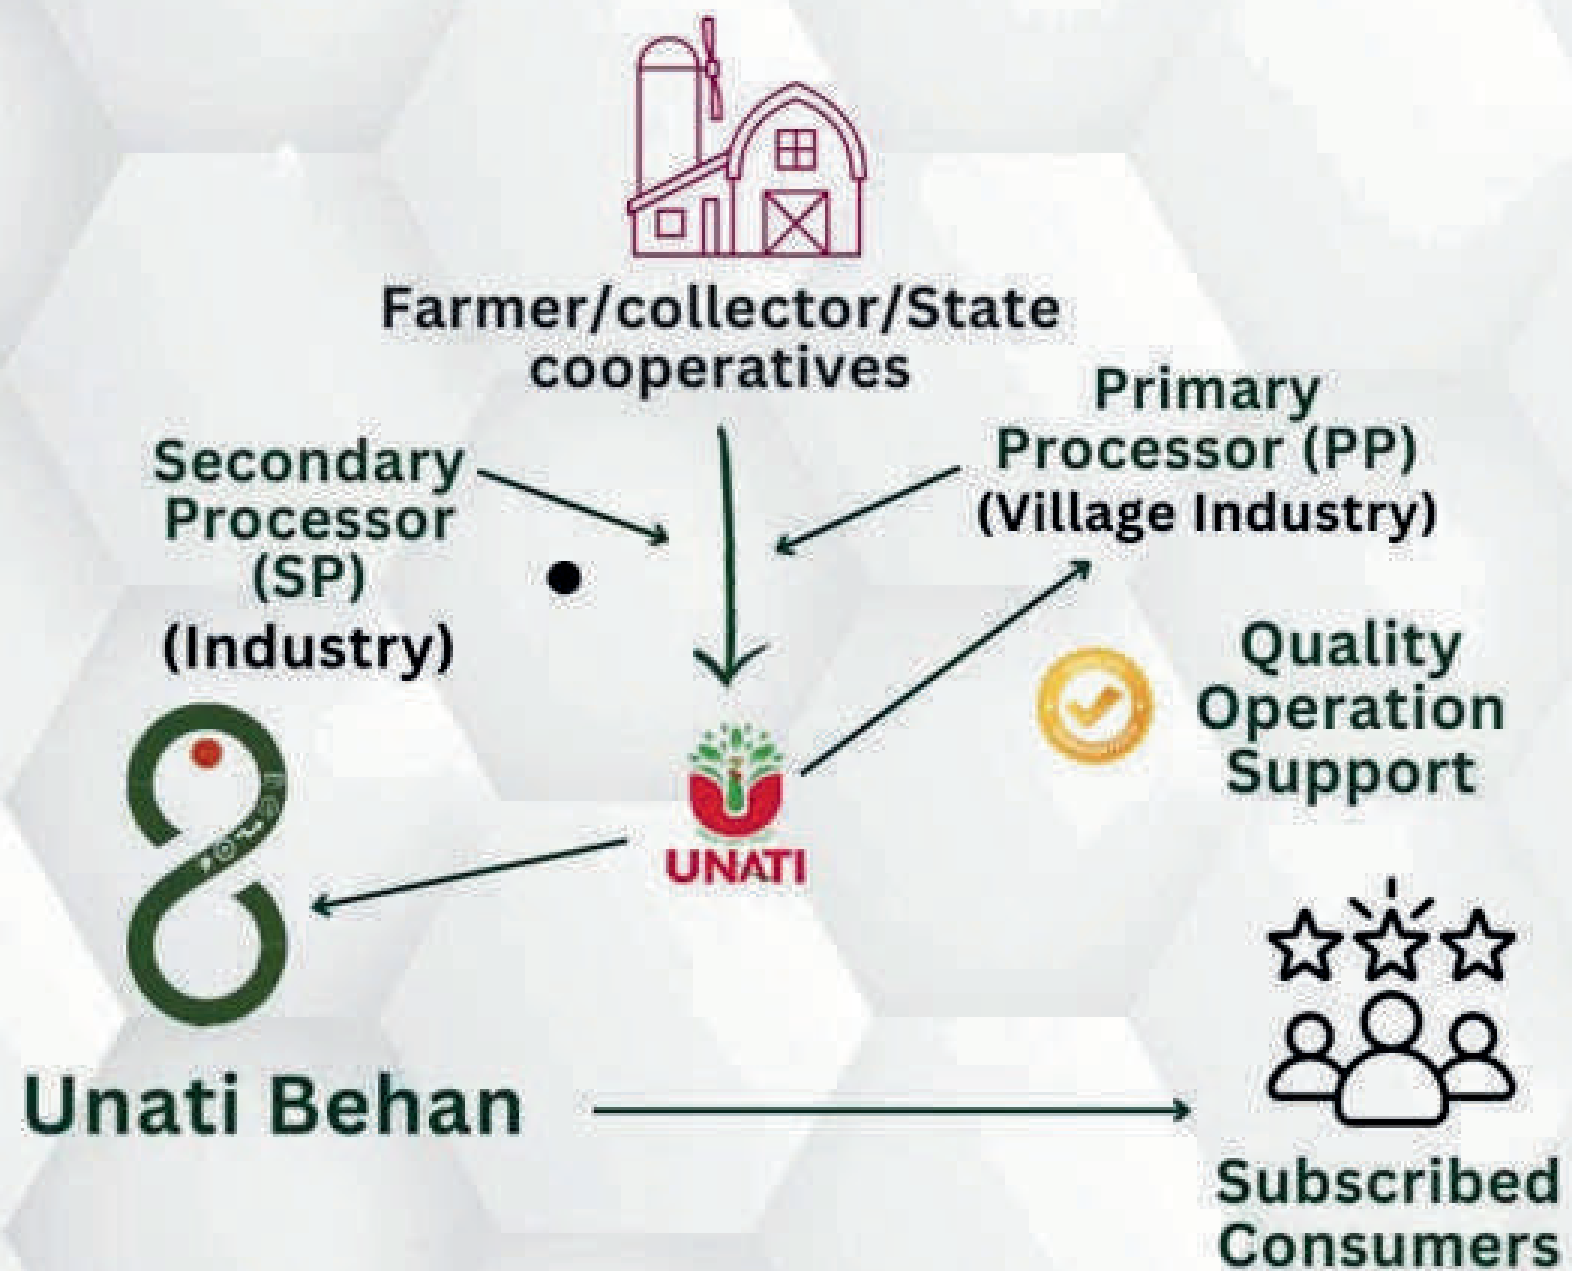 Farmer/collector/State
cooperatives
Primary
Processor (PP)
(Village Industry)
Secondary
Processor
(SP)
(Industry)
Quality
Operation
Support
UNATI
Unati Behan
Subscribed
Consumers